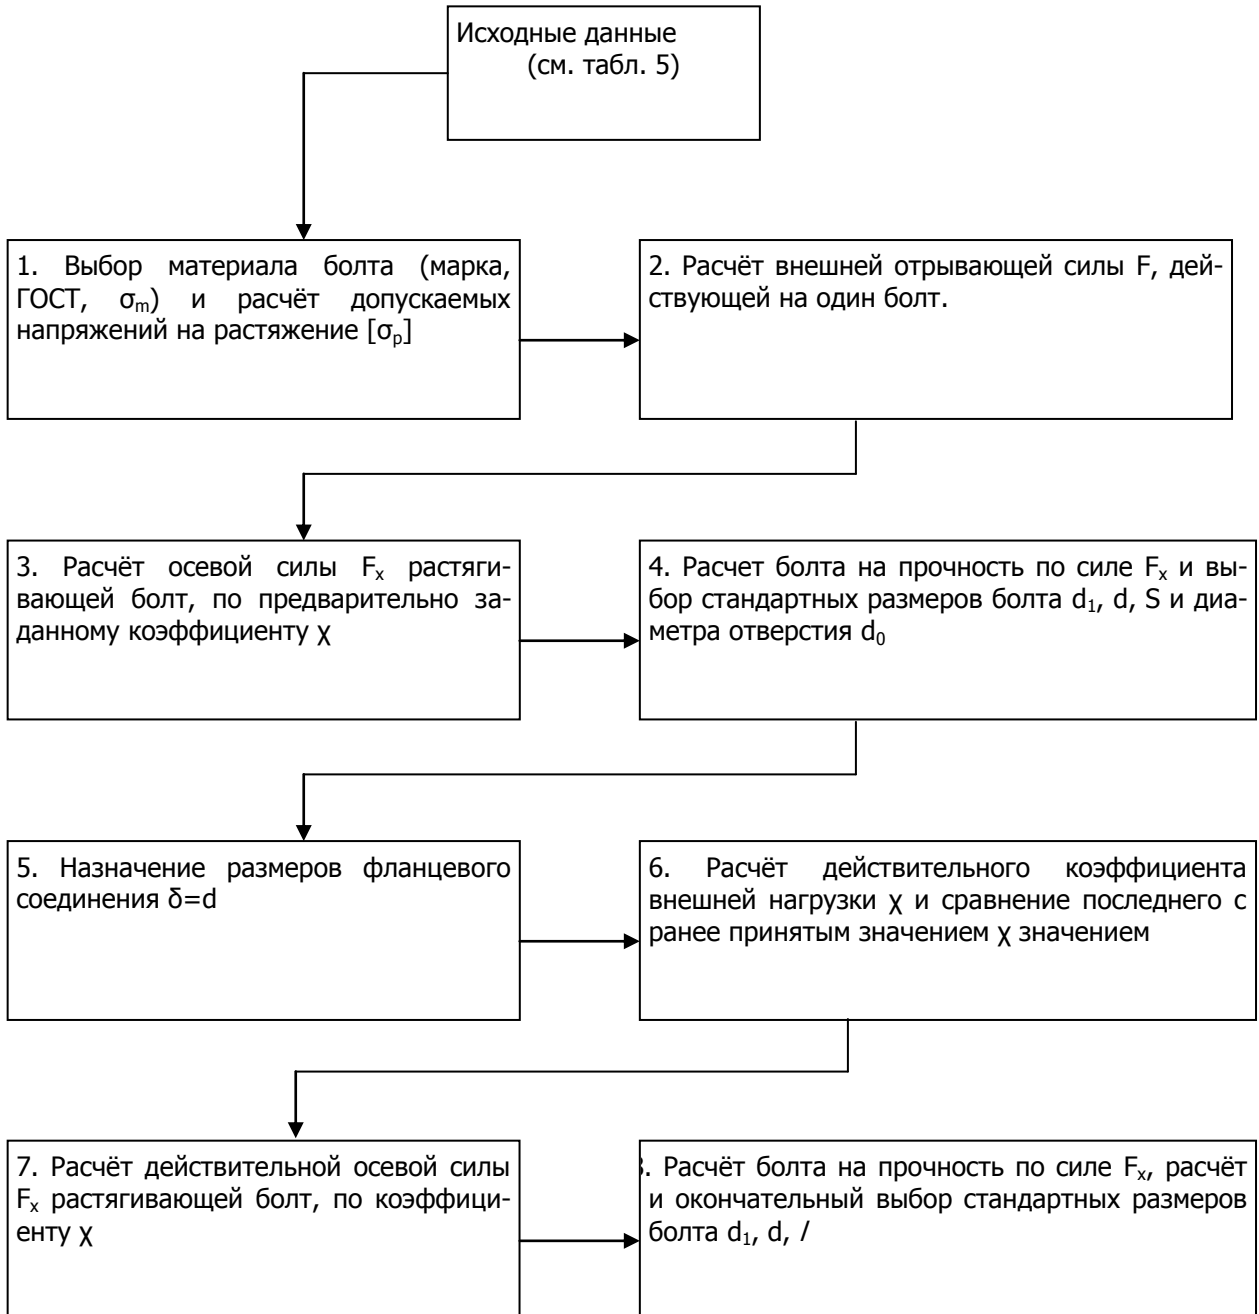 Исходные данные
(см. табл. 5)
1. Выбор материала болта (марка,
ГОСТ, σm) и расчёт допускаемых
напряжений на растяжение [σp]
2. Расчёт внешней отрывающей силы F, дей-
ствующей на один болт.
3. Расчёт осевой силы Fx растяги-
вающей болт, по предварительно за-
данному коэффициенту χ
4. Расчет болта на прочность по силе Fx и вы-
бор стандартных размеров болта d1, d, S и диа-
метра отверстия d0
5. Назначение размеров фланцевого
соединения δ=d
6. Расчёт действительного коэффициента
внешней нагрузки χ и сравнение последнего с
ранее принятым значением χ значением
7. Расчёт действительной осевой силы
Fx растягивающей болт, по коэффици-
енту χ
. Расчёт болта на прочность по силе Fx, расчёт
и окончательный выбор стандартных размеров
болта d1, d, /